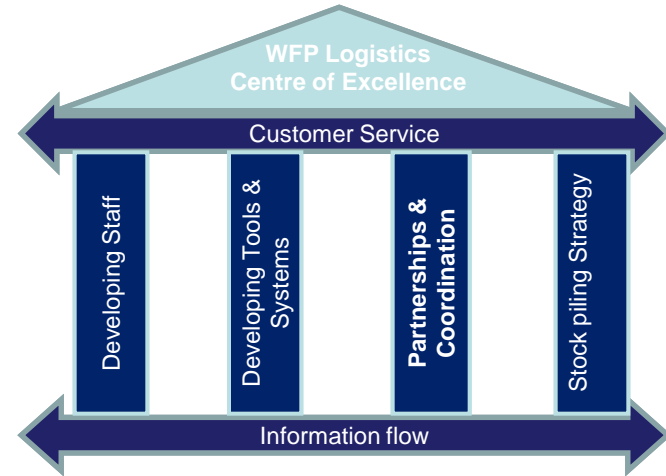 WFP Logistics
Centre of Excellence
Customer Service
Developing Staff
Developing Tools &
Systems
Partnerships &
Coordination
Stock piling Strategy
Information flow